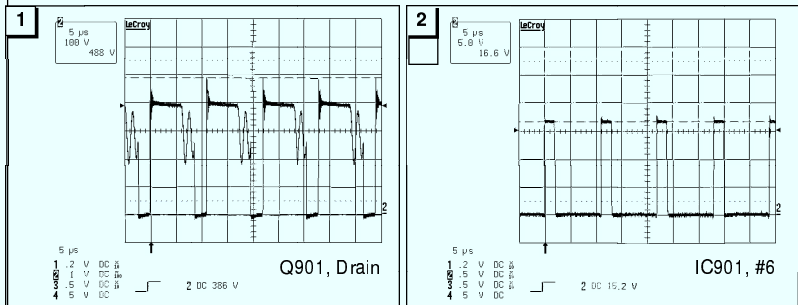 1
LeCroy
2
5 µs
100 V
488 V
2
5 µs
1 .2 V DC
2 1 V DC
3 .5 V DC
4 5 V DC
2 DC 386 V
Q901, Drain
2
LeCroy
2
5 µs
5.0 V
16.6 V
2
5 µs
1 .2 V DC
2 .5 V DC
3 .5 V DC
4 5 V DC
2 DC 15.2 V
IC901, #6